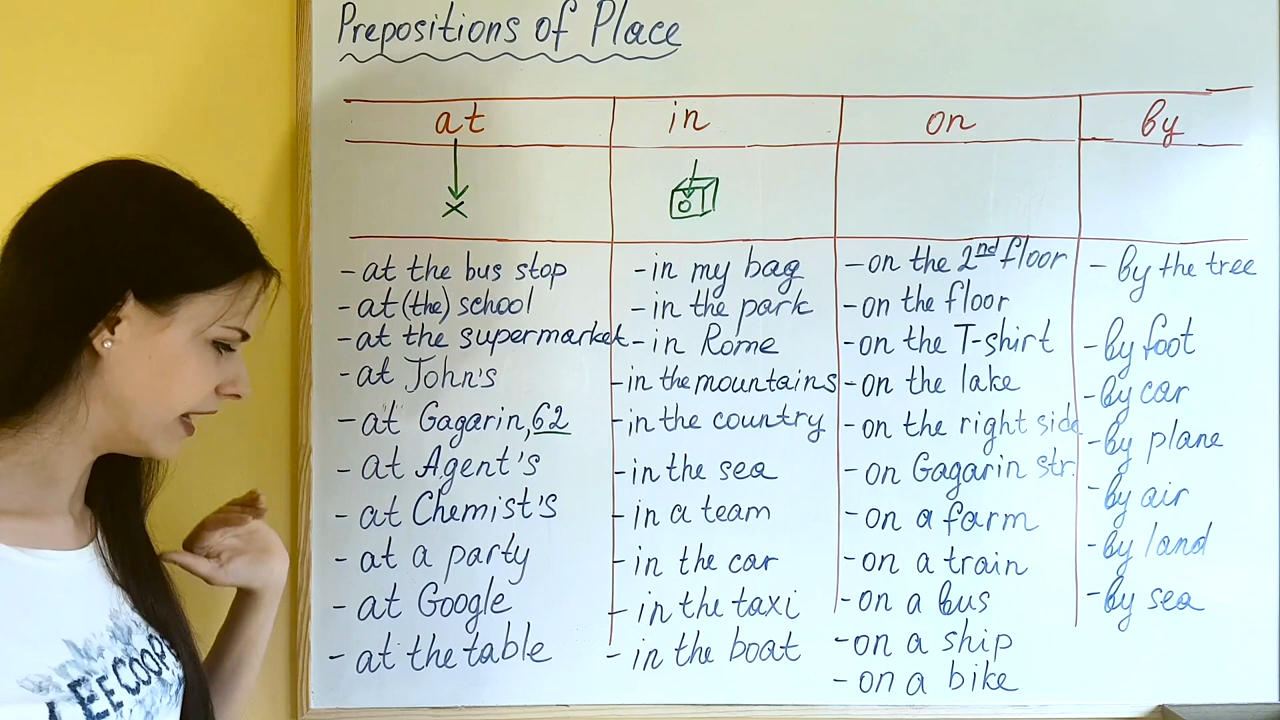 Prepositions of Place
at
in
on
by
- at the bus stop
- at (the) school
- at the supermarket
- at John's
- at Gagarin, 62
- at Agent's
- at Chemist's
- at a party
- at Google
- at the table
- in my bag
- in the park
- in Rome
- in the mountains
- in the country
- in the sea
- in a team
- in the car
- in the taxi
- in the boat
- on the 2nd floor
- on the floor
- on the T-shirt
- on the lake
- on the right side
- on Gagarin str.
- on a farm
- on a train
- on a bus
- on a ship
- on a bike
- by the tree
- by foot
- by car
- by plane
- by air
- by land
- by sea